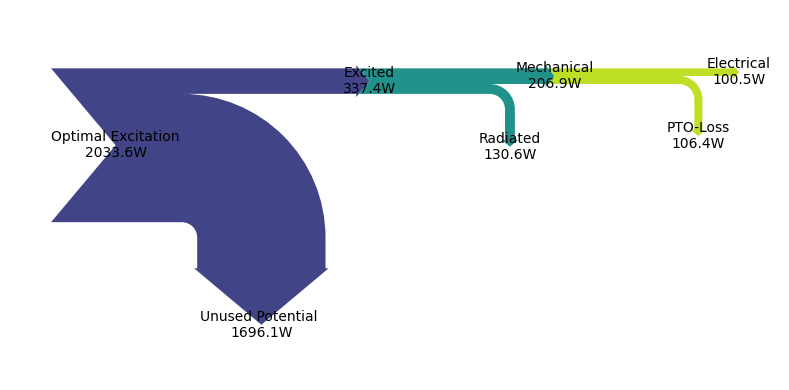 Optimal Excitation
2033.6W
Unused Potential
1696.1W
Excited
337.4W
Radiated
130.6W
Mechanical
206.9W
PTO-Loss
106.4W
Electrical
100.5W